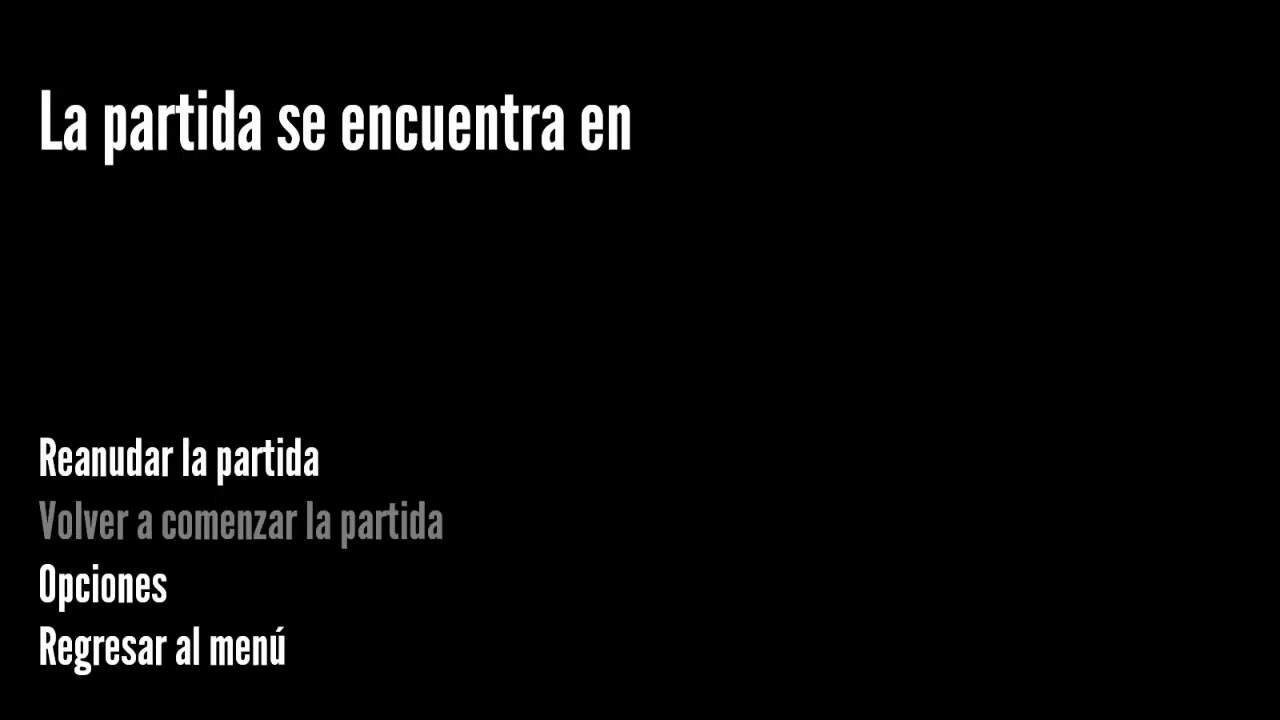 La partida se encuentra en
Reanudar la partida
Volver a comenzar la partida
Opciones
Regresar al menú